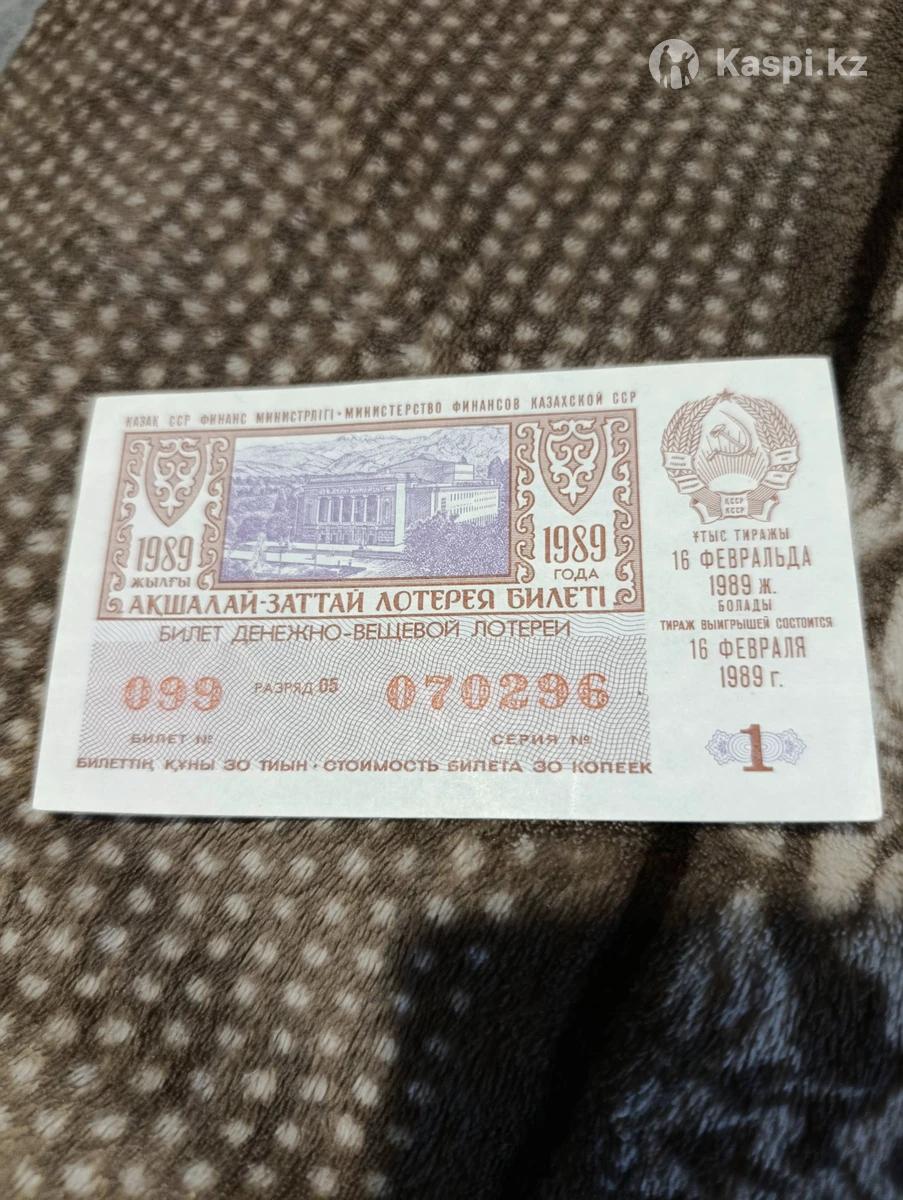 Kaspi.kz
ҚАЗАҚ ССР ФИНАНС МИНИСТРЛІГІ • МИНИСТЕРСТВО ФИНАНСОВ КАЗАХСКОЙ ССР
1989
ЖЫЛҒЫ
1989
ГОДА
АҚШАЛАЙ-ЗАТТАЙ ЛОТЕРЕЯ БИЛЕТІ
БИЛЕТ ДЕНЕЖНО-ВЕЩЕВОЙ ЛОТЕРЕИ
099 РАЗРЯД 05 070296
БИЛЕТ № СЕРИЯ №
БИЛЕТТІҢ ҚҰНЫ 30 ТИЫН • СТОИМОСТЬ БИЛЕТА 30 КОПЕЕК
ҚССР
КССР
ҰТЫС ТИРАЖЫ
16 ФЕВРАЛЬДА
1989 ж.
БОЛАДЫ
ТИРАЖ ВЫИГРЫШЕЙ СОСТОИТСЯ
16 ФЕВРАЛЯ
1989 г.
1